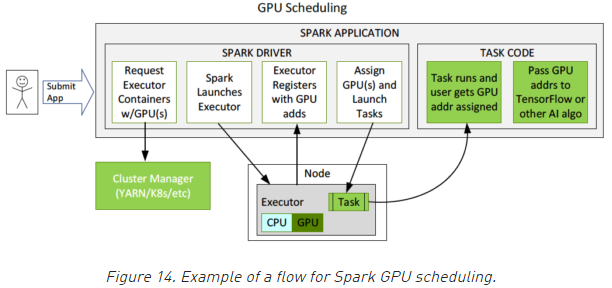 GPU Scheduling
SPARK APPLICATION
SPARK DRIVER
TASK CODE
Submit
App
Request
Executor
Containers
w/GPU(s)
Spark
Launches
Executor
Executor
Registers
with GPU
adds
Assign
GPU(s) and
Launch
Tasks
Task runs and
user gets GPU
addr assigned
Pass GPU
addrs to
TensorFlow or
other AI algo
Cluster Manager
(YARN/K8s/etc)
Node
Executor
Task
CPU
GPU
Figure 14. Example of a flow for Spark GPU scheduling.